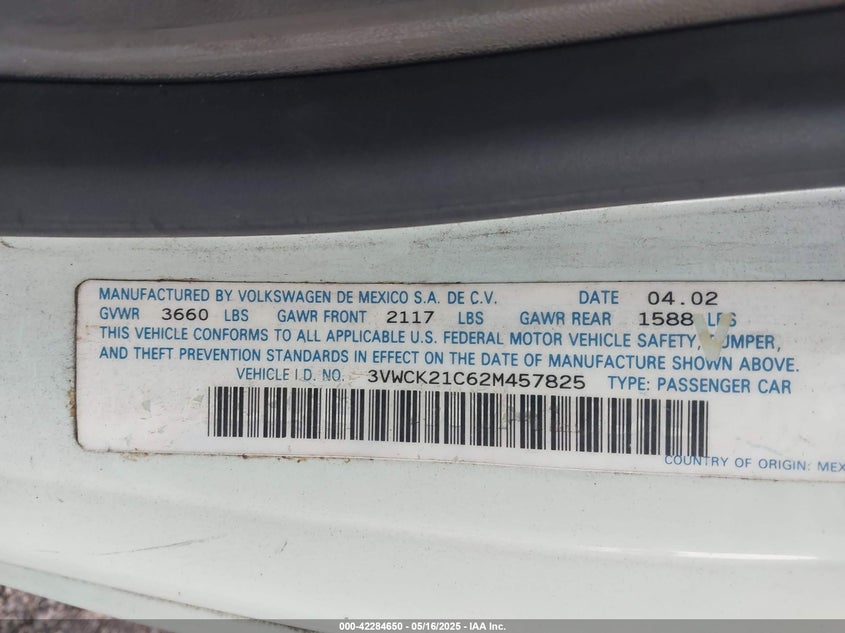 MANUFACTURED BY VOLKSWAGEN DE MEXICO S.A. DE C.V. DATE 04.02
GVWR 3660 LBS GAWR FRONT 2117 LBS GAWR REAR 1588 LBS
THIS VEHICLE CONFORMS TO ALL APPLICABLE U.S. FEDERAL MOTOR VEHICLE SAFETY, BUMPER,
AND THEFT PREVENTION STANDARDS IN EFFECT ON THE DATE OF MANUFACTURE SHOWN ABOVE.
VEHICLE I.D. NO. 3VWCK21C62M457825 TYPE: PASSENGER CAR
COUNTRY OF ORIGIN: MEX
000-42284650 - 05/16/2025 - IAA Inc.